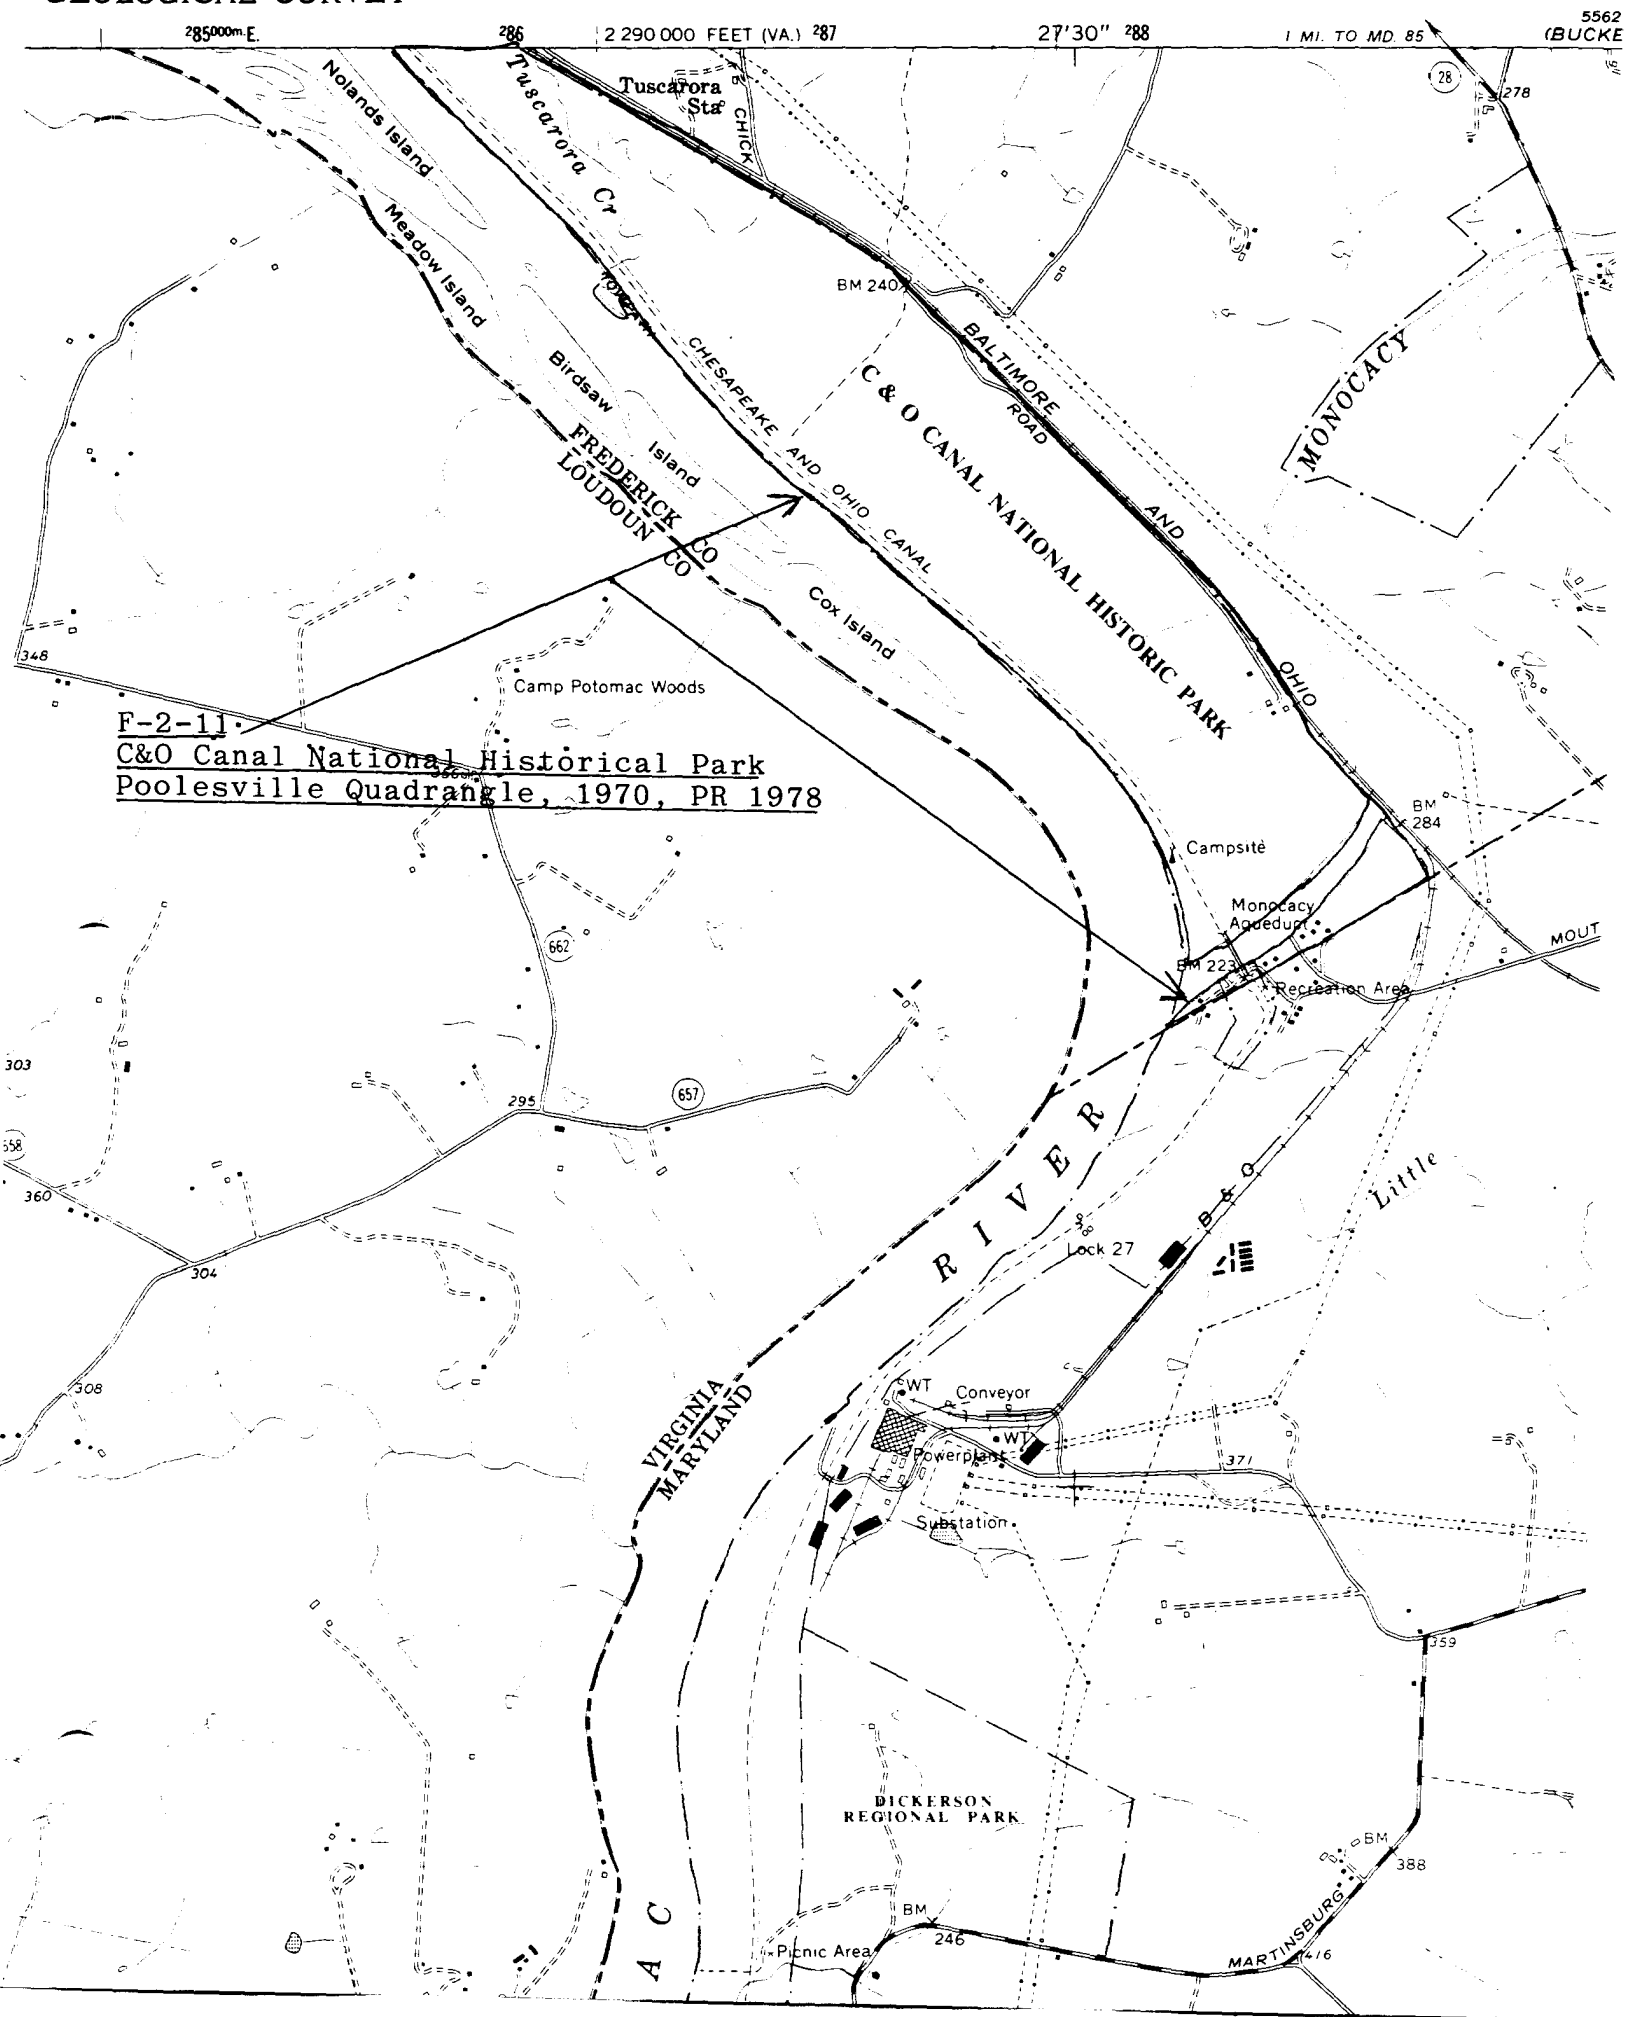 GEOLOGICAL SURVEY
285000m.E.
286
2 290 000 FEET (VA.)
287
27'30"
288
1 MI. TO MD. 85
5562
(BUCKE
28
278
Nolands Island
Tuscarora Cr
Tuscarora
Sta
CHICK
Meadow Island
BM 240
TOWPATH
CHESAPEAKE AND OHIO CANAL
BALTIMORE AND OHIO
ROAD
MONOCACY
C & O CANAL NATIONAL HISTORIC PARK
Birdsaw Island
FREDERICK CO
LOUDOUN CO
Cox Island
348
Camp Potomac Woods
F-2-11
C&O Canal National Historical Park
Poolesville Quadrangle, 1970, PR 1978
BM
284
Campsite
Monocacy
Aqueduct
662
MOUT
BM 223
Recreation Area
303
657
295
658
360
RIVER
B & O
Little
Lock 27
304
308
WT
Conveyor
VIRGINIA
MARYLAND
WT
Powerplant
371
Substation
359
DICKERSON
REGIONAL PARK
BM
388
AC
BM
246
Picnic Area
MARTINSBURG
416